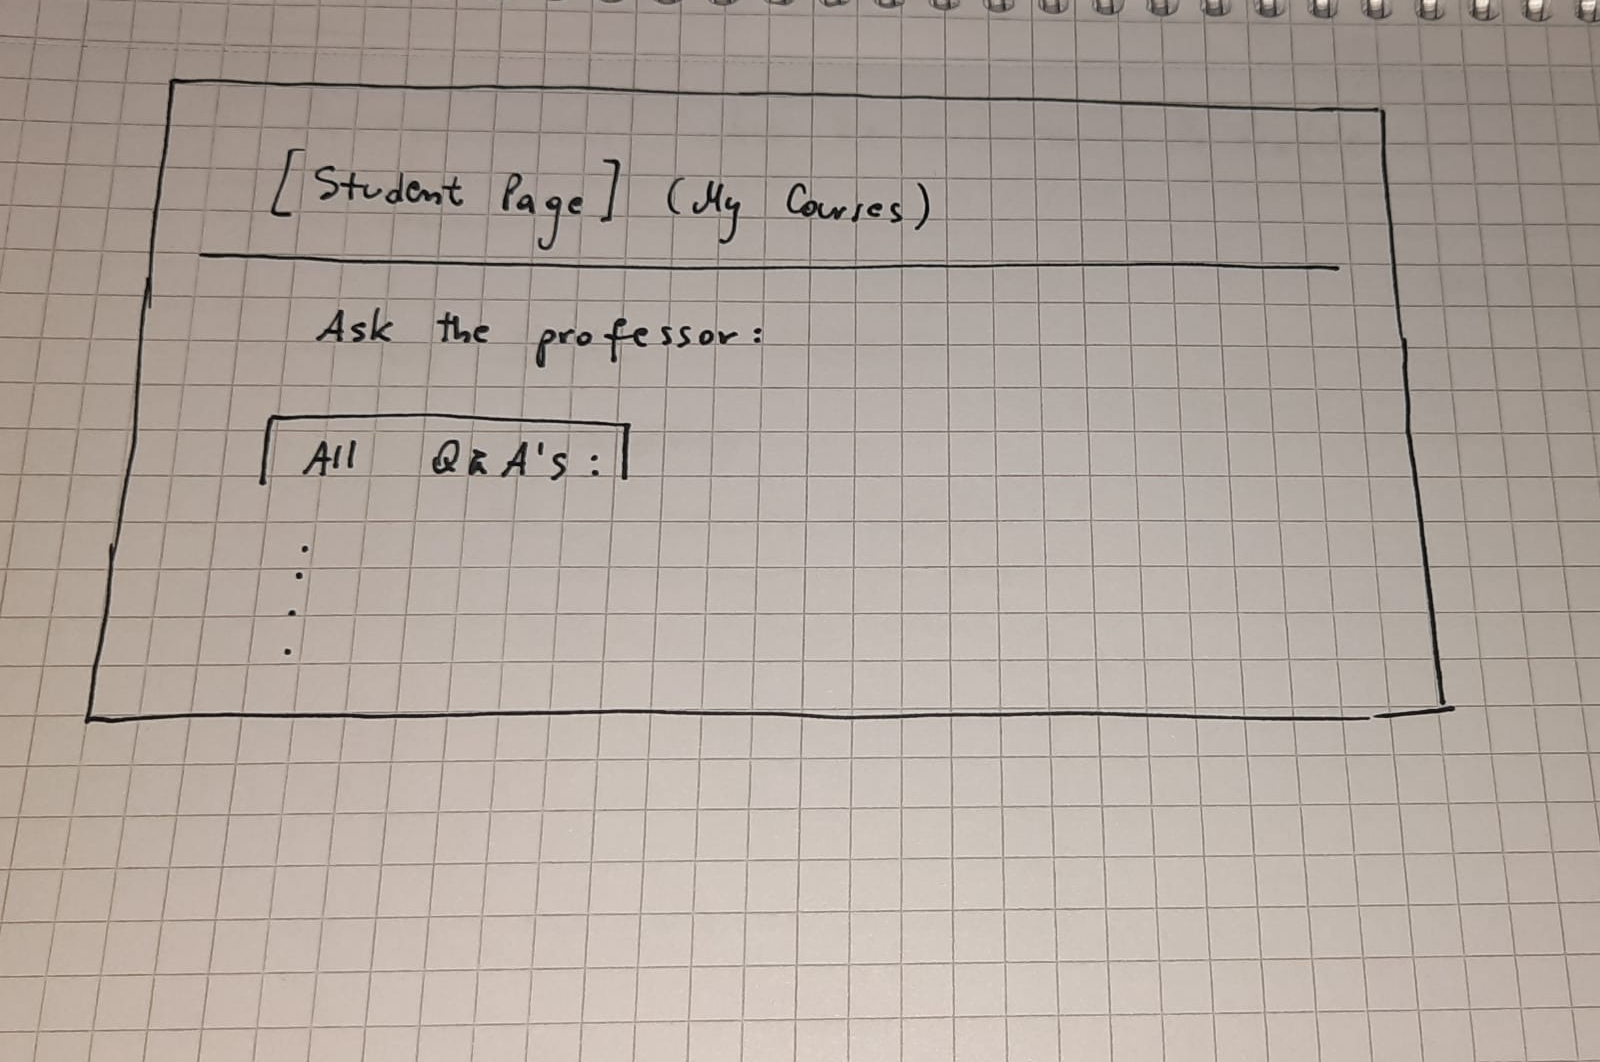 [Student Page] (My Courses)
Ask the professor:
All Q&A's: